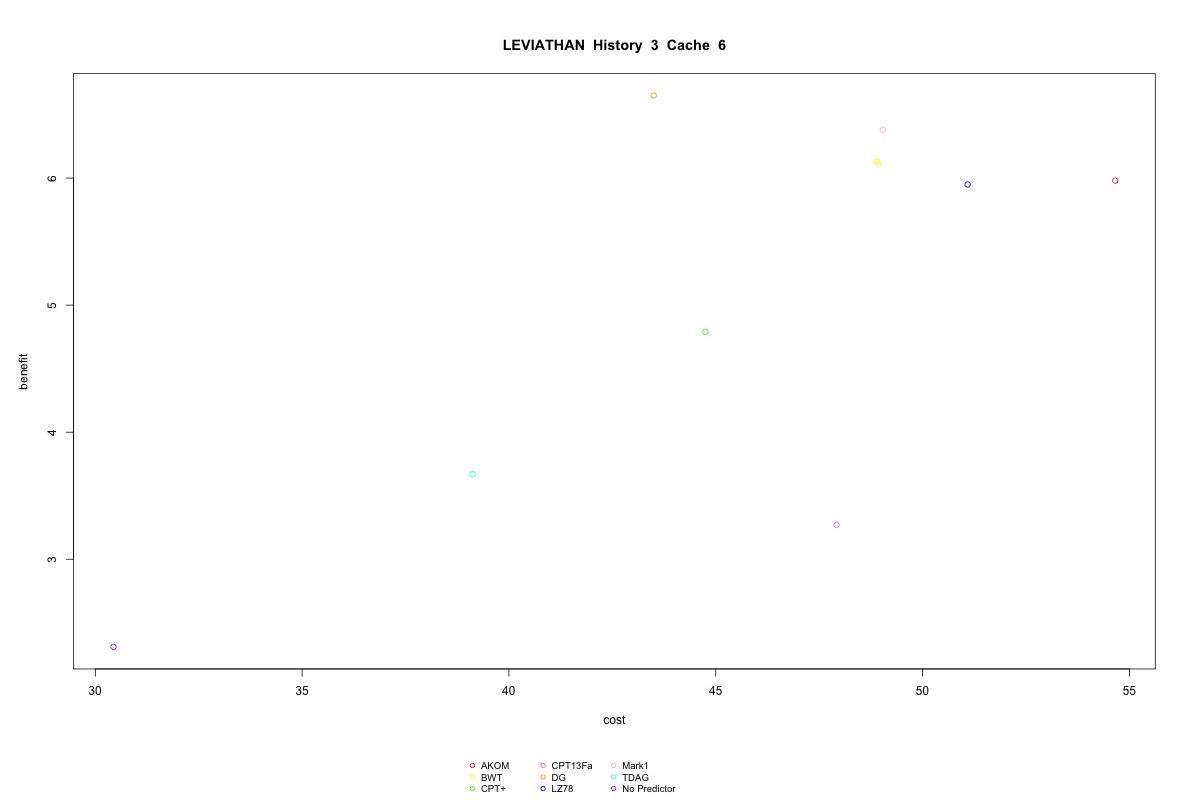 LEVIATHAN History 3 Cache 6
6
5
4
3
benefit
30 35 40 45 50 55
cost
AKOM CPT13Fa Mark1
BWT DG TDAG
CPT+ LZ78 No Predictor